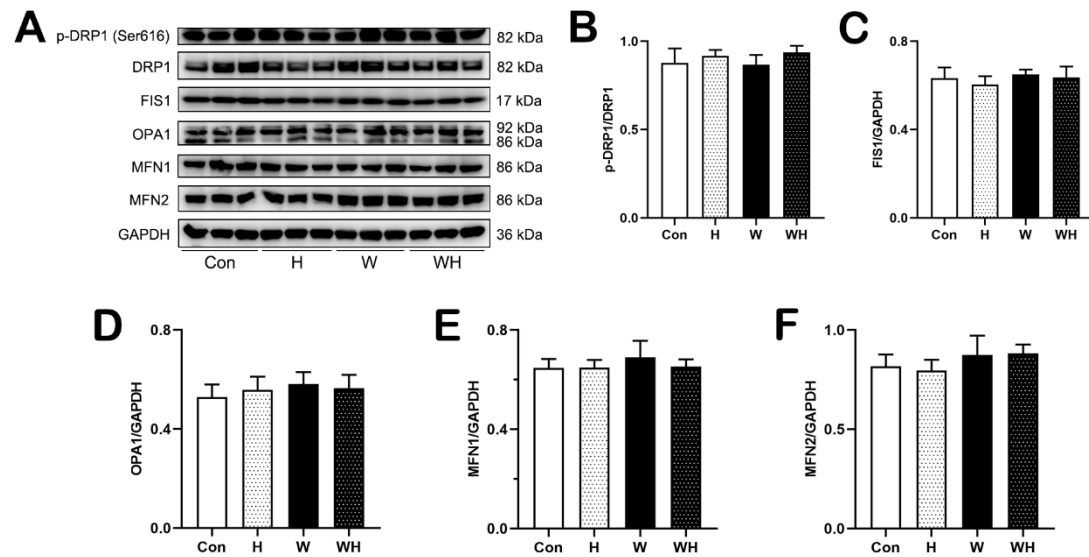 A
p-DRP1 (Ser616) 82 kDa
DRP1 82 kDa
FIS1 17 kDa
OPA1 92 kDa
86 kDa
MFN1 86 kDa
MFN2 86 kDa
GAPDH 36 kDa
Con H W WH
B
p-DRP1/DRP1
1.0
0.5
0.0
Con H W WH
C
FIS1/GAPDH
0.8
0.4
0.0
Con H W WH
D
OPA1/GAPDH
0.8
0.4
0.0
Con H W WH
E
MFN1/GAPDH
0.8
0.4
0.0
Con H W WH
F
MFN2/GAPDH
1.0
0.5
0.0
Con H W WH